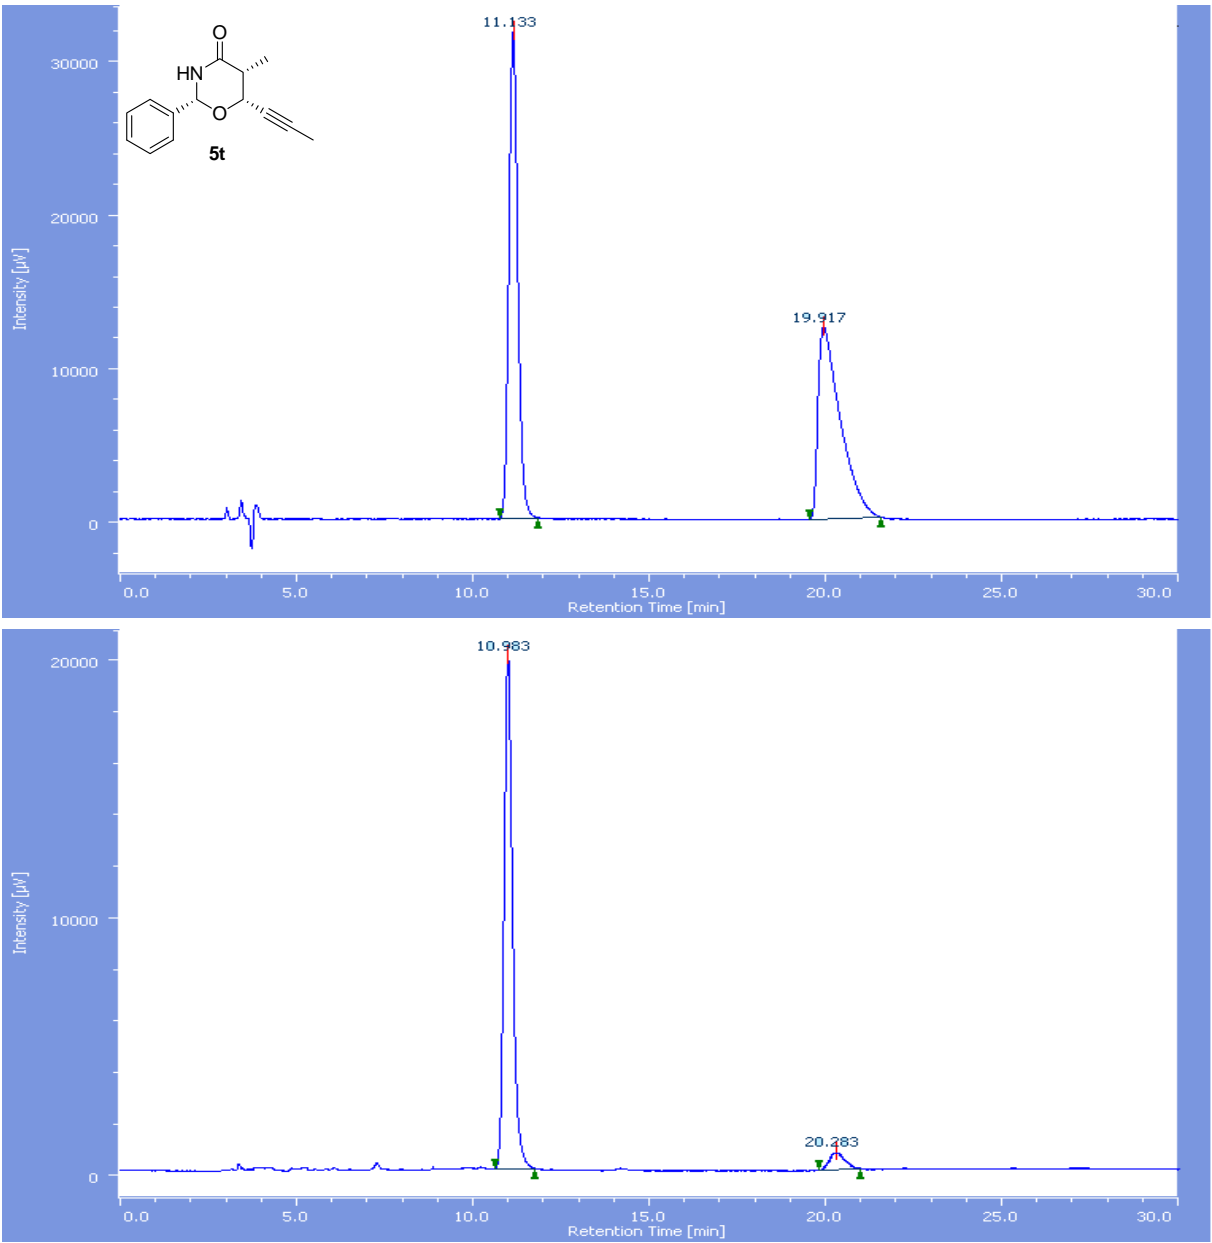 11.133
O
30000
HN
O
5t
20000
Intensity [µV]
19.917
10000
0
0.0 5.0 10.0 15.0 20.0 25.0 30.0
Retention Time [min]
10.983
20000
Intensity [µV]
10000
20.283
0
0.0 5.0 10.0 15.0 20.0 25.0 30.0
Retention Time [min]